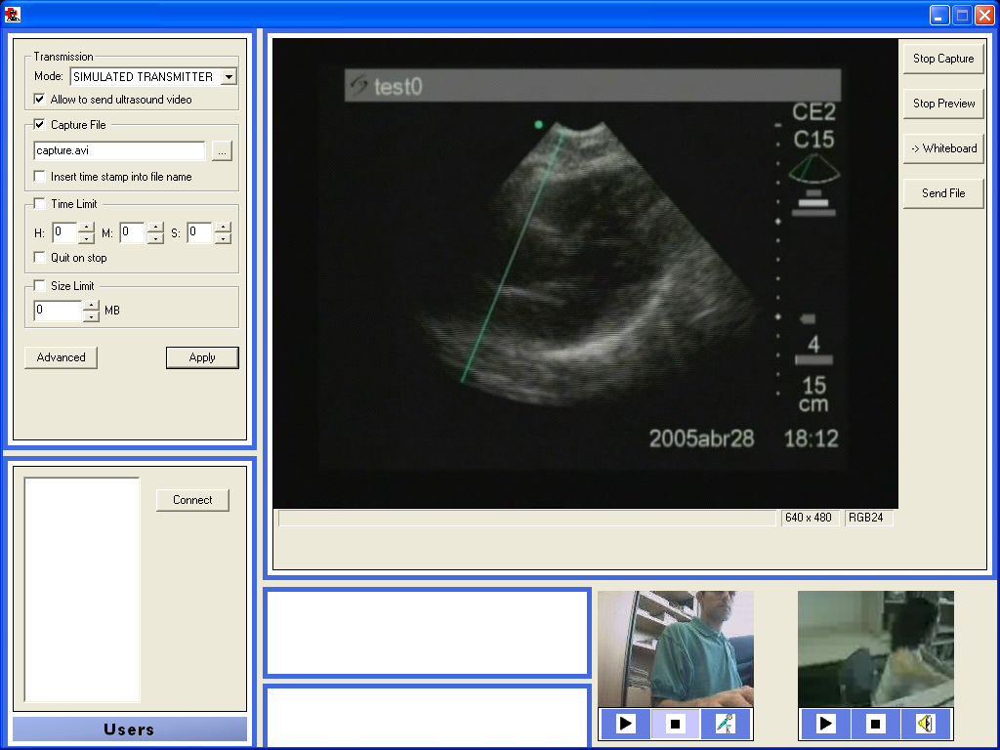 Transmission
Mode: SIMULATED TRANSMITTER
Allow to send ultrasound video
Capture File
capture.avi
...
Insert time stamp into file name
Time Limit
H: 0 M: 0 S: 0
Quit on stop
Size Limit
0 MB
Advanced Apply
Connect
Users
test0
CE2
C15
4
15
cm
2005abr28 18:12
640 x 480 RGB24
Stop Capture
Stop Preview
-> Whiteboard
Send File